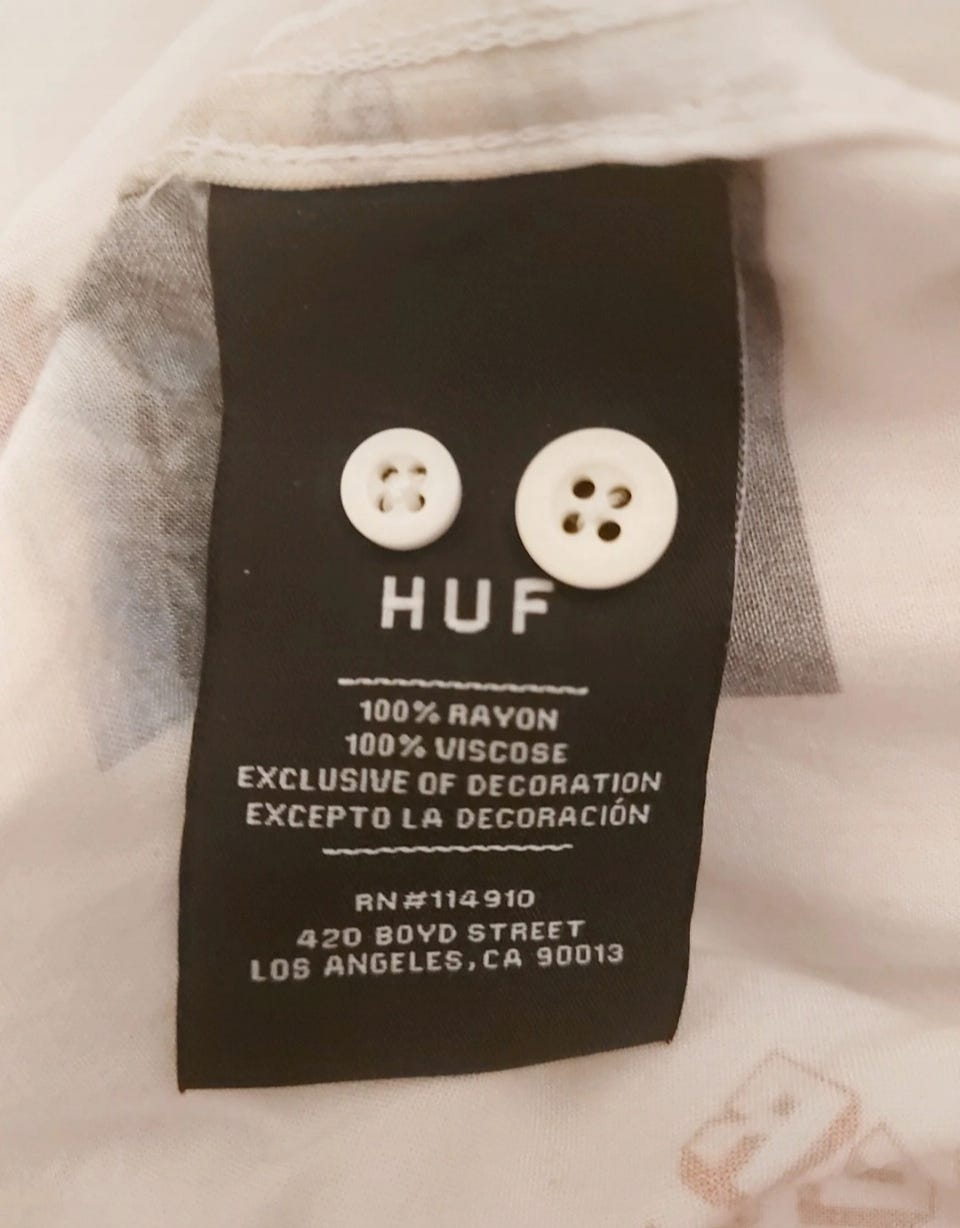 HUF
100% RAYON
100% VISCOSE
EXCLUSIVE OF DECORATION
EXCEPTO LA DECORACIÓN
RN#114910
420 BOYD STREET
LOS ANGELES, CA 90013